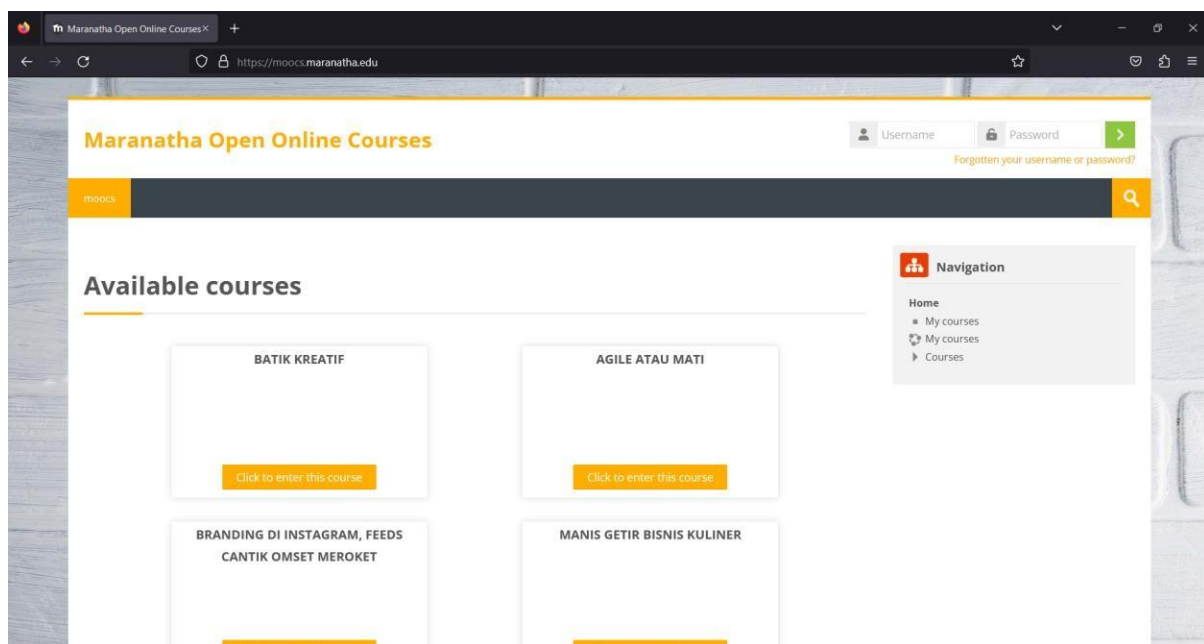 Maranatha Open Online Courses
https://moocs.maranatha.edu
Maranatha Open Online Courses
Username
Password
Forgotten your username or password?
moocs
Available courses
Navigation
Home
My courses
My courses
Courses
BATIK KREATIF
AGILE ATAU MATI
Click to enter this course
Click to enter this course
BRANDING DI INSTAGRAM, FEEDS
CANTIK OMSET MEROKET
MANIS GETIR BISNIS KULINER